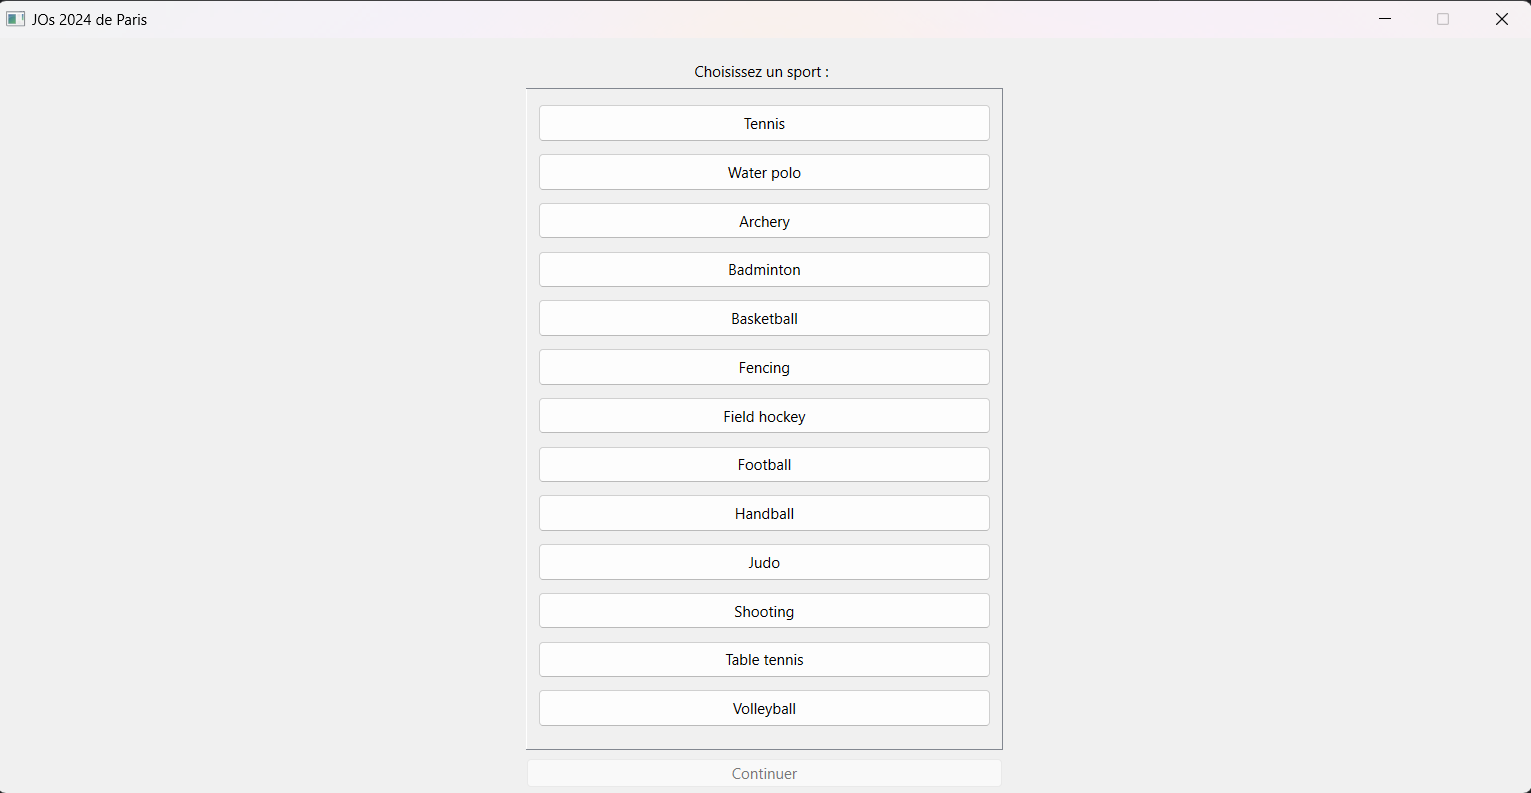 JOs 2024 de Paris
Choisissez un sport :
Tennis
Water polo
Archery
Badminton
Basketball
Fencing
Field hockey
Football
Handball
Judo
Shooting
Table tennis
Volleyball
Continuer